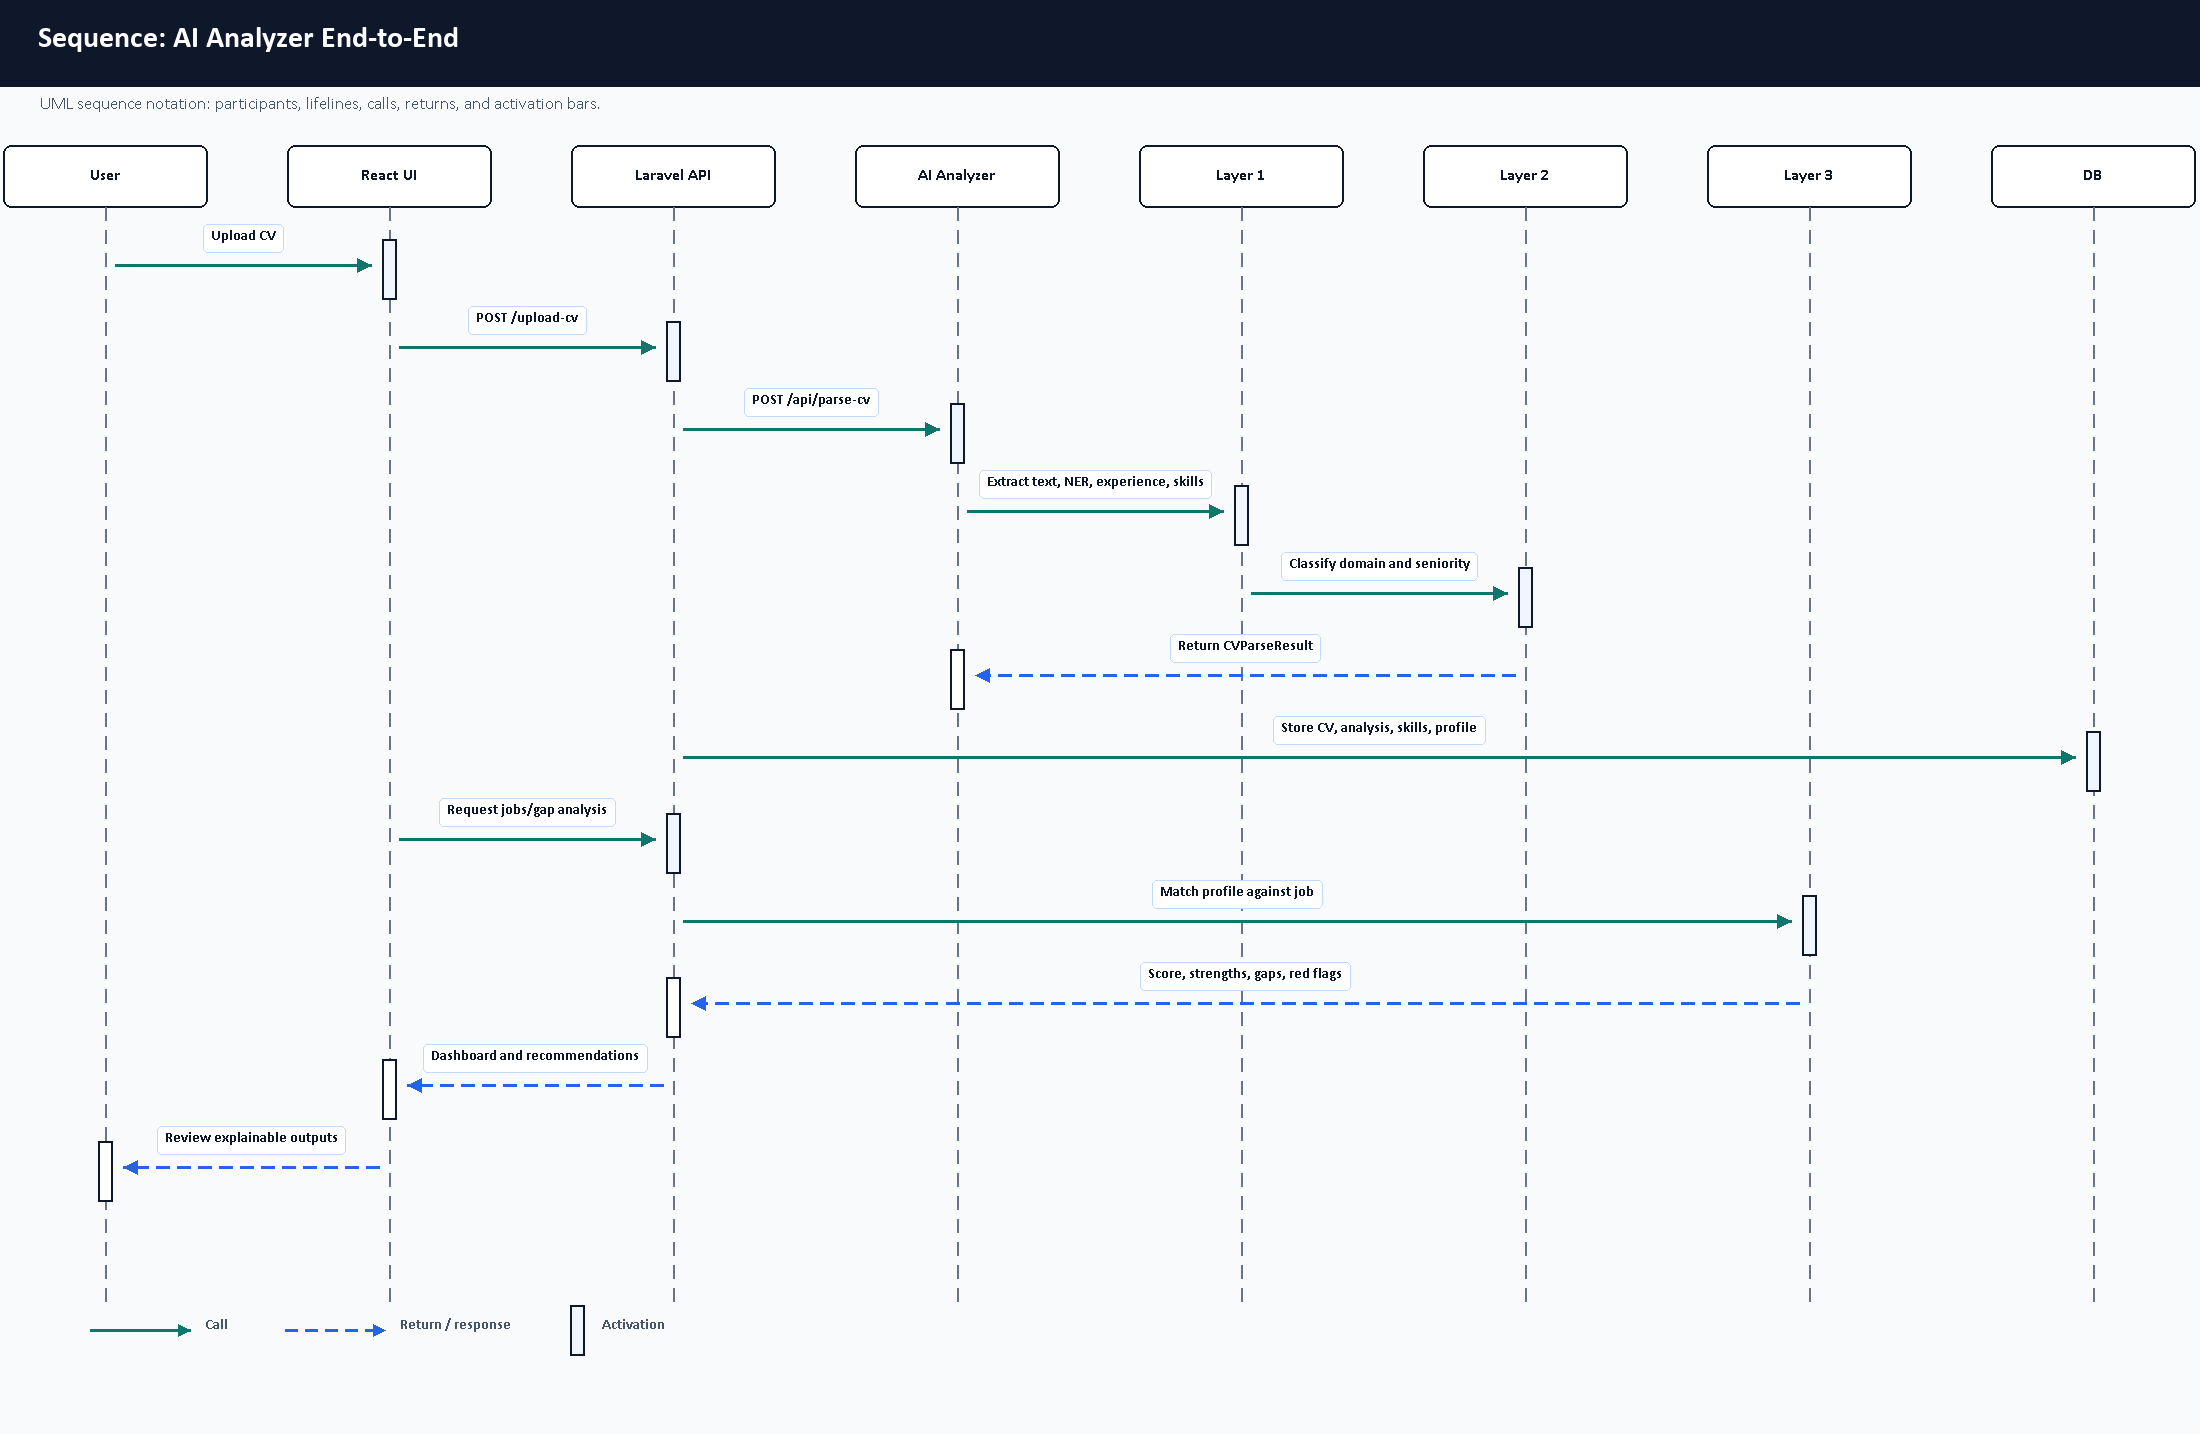 Sequence: AI Analyzer End-to-End
UML sequence notation: participants, lifelines, calls, returns, and activation bars.
User
React UI
Laravel API
AI Analyzer
Layer 1
Layer 2
Layer 3
DB
Upload CV
POST /upload-cv
POST /api/parse-cv
Extract text, NER, experience, skills
Classify domain and seniority
Return CVParseResult
Store CV, analysis, skills, profile
Request jobs/gap analysis
Match profile against job
Score, strengths, gaps, red flags
Dashboard and recommendations
Review explainable outputs
Call
Return / response
Activation